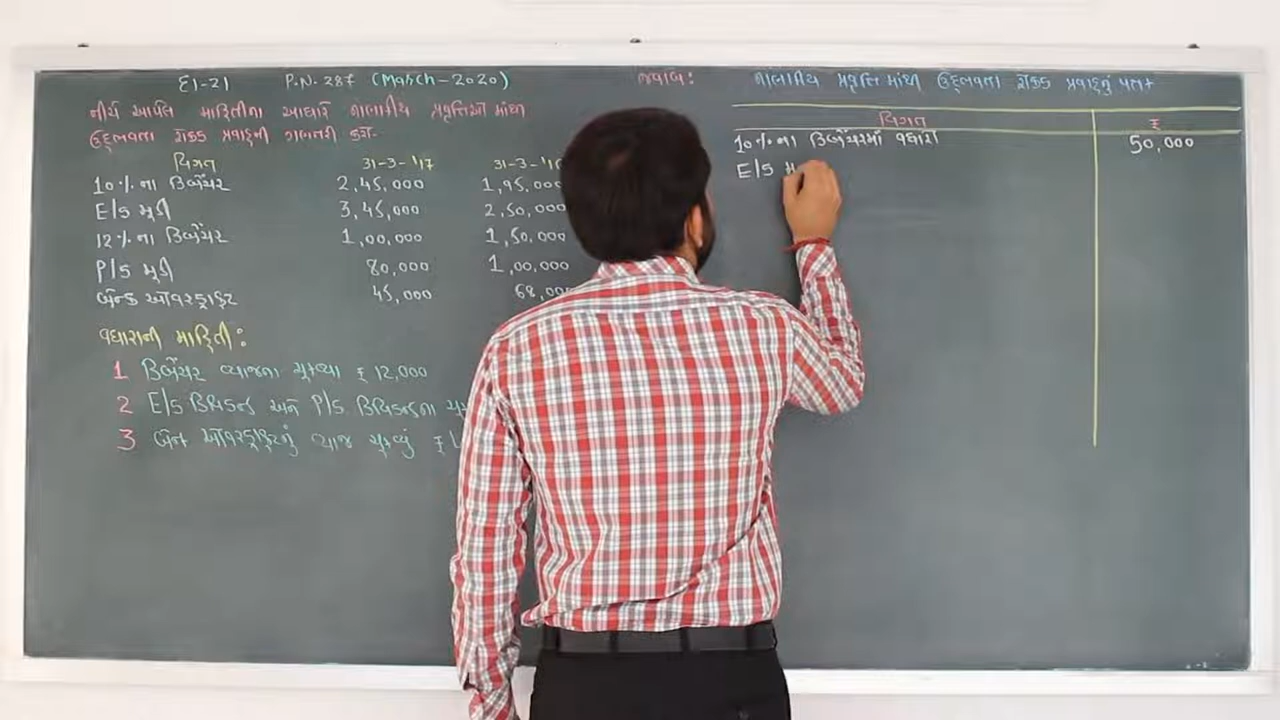 E1-21 P.N. 287 (March-2020)
નીચે આપેલ માહિતીના આધારે નાણાકીય પ્રવૃત્તિઓ માંથી
ઉદ્દભવતા રોકડ પ્રવાહની ગણતરી કરો.
વિગત 31-3-'17
10%ના ડિબેંચર 2,45,000 1,95,000
E/S મૂડી 3,45,000 2,50,000
12%ના ડિબેંચર 1,00,000 1,50,000
P/S મૂડી 80,000 1,00,000
બેન્ક ઓવરડ્રાફ્ટ 45,000 68,000
વધારાની માહિતી:
1 ડિબેંચર વ્યાજના ચૂકવ્યા ₹ 12,000
2 E/S ડિવિડન્ડ અને P/S ડિવિડન્ડના
3 બેન્ક ઓવરડ્રાફ્ટનું વ્યાજ ચૂકવ્યું ₹
જવાબ: નાણાકીય પ્રવૃત્તિ માંથી ઉદ્દભવતા રોકડ પ્રવાહનું પત્રક
વિગત ₹
10%ના ડિબેંચરમાં વધારો 50,000
E/S